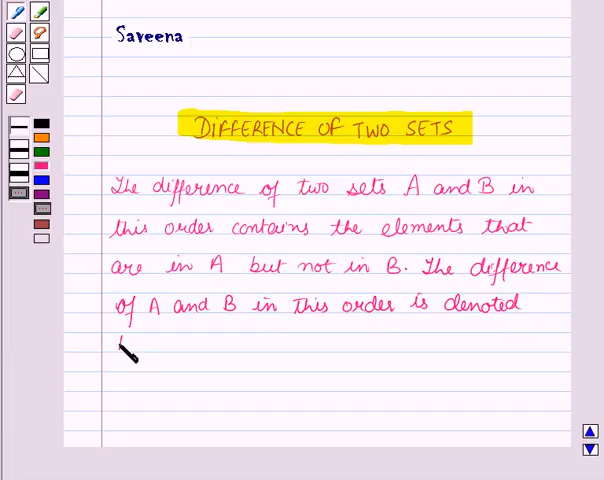 Saveena
DIFFERENCE OF TWO SETS
The difference of two sets A and B in
this order contains the elements that
are in A but not in B. The difference
of A and B in this order is denoted